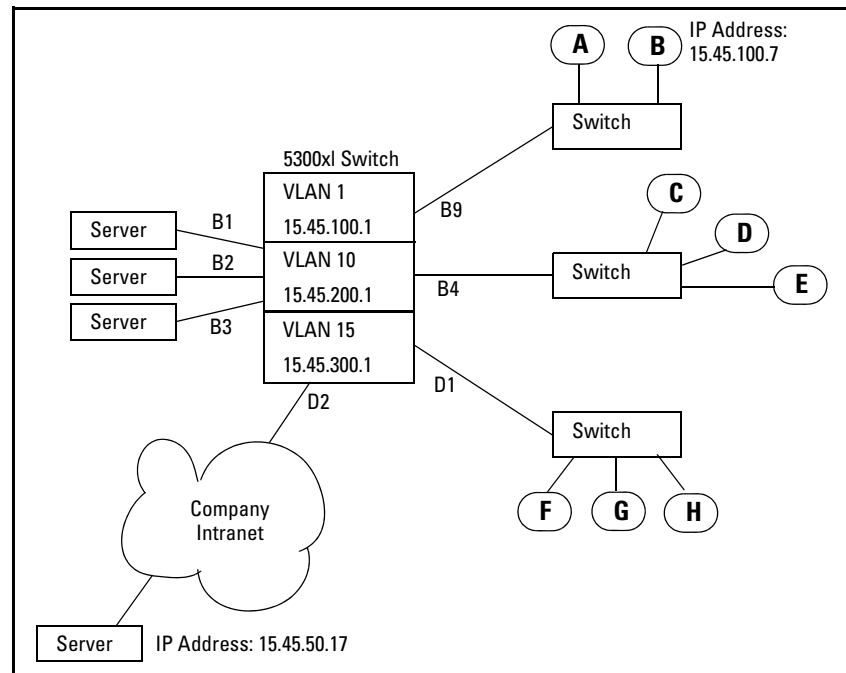 A
B
IP Address:
15.45.100.7
Switch
5300xl Switch
VLAN 1
15.45.100.1
B9
C
Server
B1
D
Server
B2
VLAN 10
15.45.200.1
B4
Switch
E
Server
B3
VLAN 15
15.45.300.1
D1
D2
Switch
Company
Intranet
F
G
H
Server
IP Address: 15.45.50.17